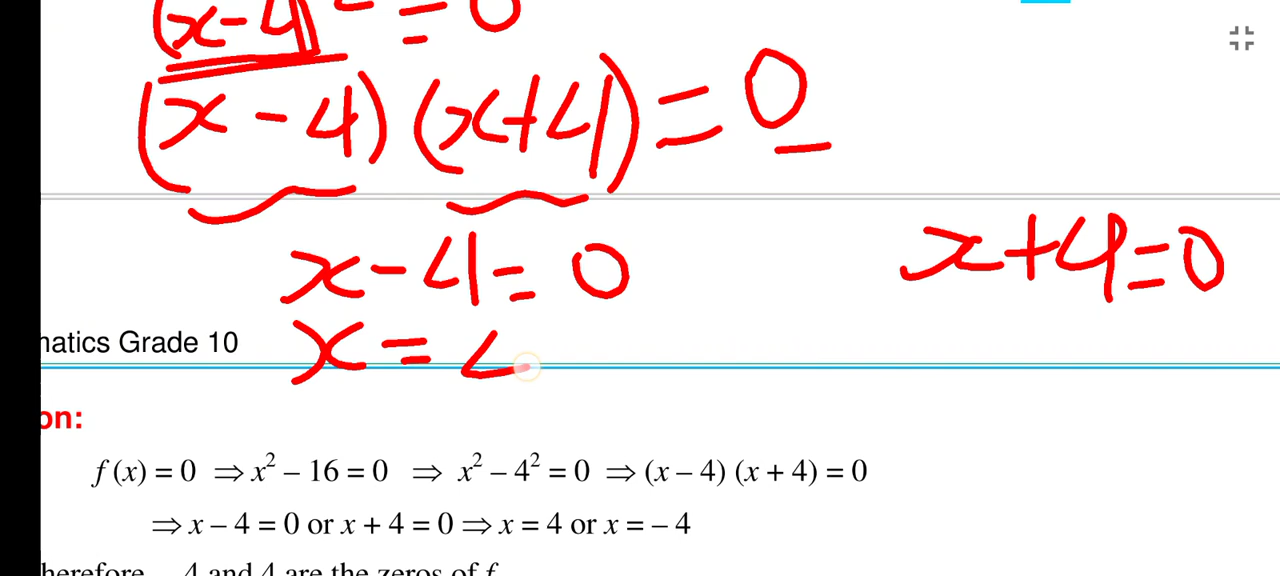 (x-4)² = 0
(x - 4) (x+4) = 0
x - 4 = 0 x+4=0
x =
matics Grade 10
on:
f (x) = 0 ⇒ x² – 16 = 0 ⇒ x² – 4² = 0 ⇒ (x – 4) (x + 4) = 0
⇒ x – 4 = 0 or x + 4 = 0 ⇒ x = 4 or x = – 4
herefore – 4 and 4 are the zeros of f